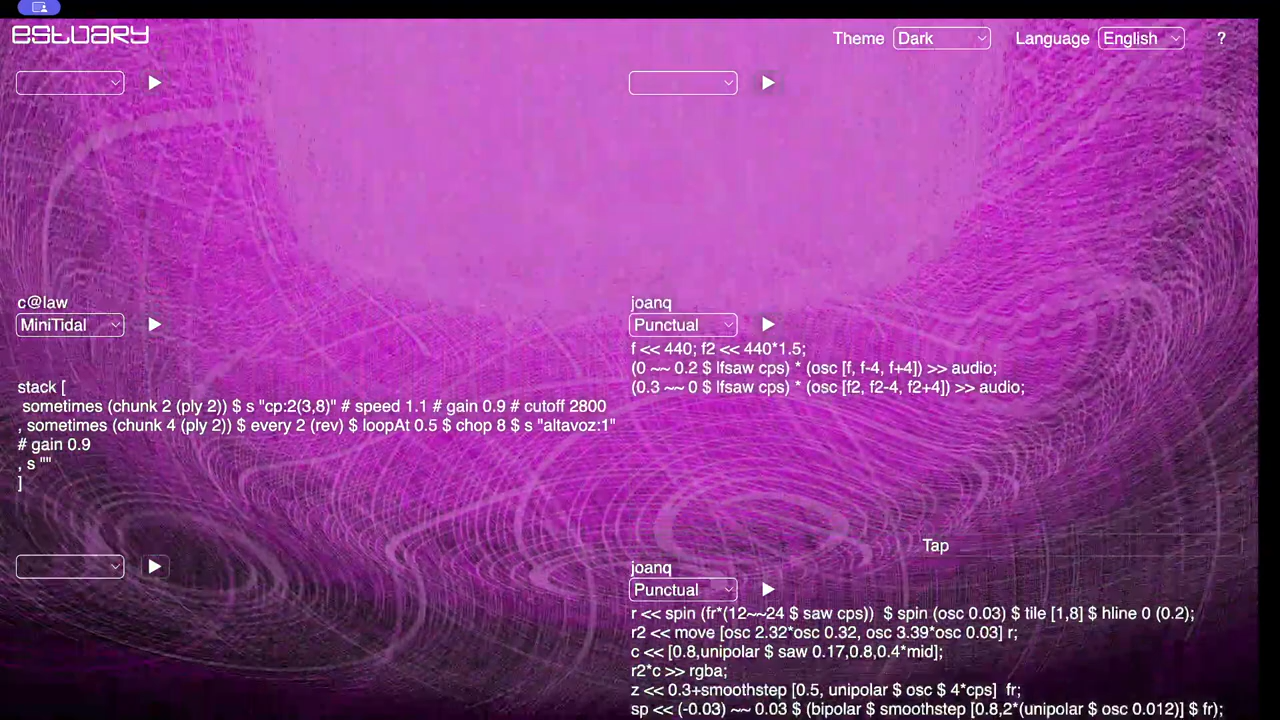 estuary
Theme Dark Language English ?
c@law
MiniTidal
stack [
sometimes (chunk 2 (ply 2)) $ s "cp:2(3,8)" # speed 1.1 # gain 0.9 # cutoff 2800
, sometimes (chunk 4 (ply 2)) $ every 2 (rev) $ loopAt 0.5 $ chop 8 $ s "altavoz:1"
# gain 0.9
, s ""
]
joanq
Punctual
f << 440; f2 << 440*1.5;
(0 ~~ 0.2 $ lfsaw cps) * (osc [f, f-4, f+4]) >> audio;
(0.3 ~~ 0 $ lfsaw cps) * (osc [f2, f2-4, f2+4]) >> audio;
Tap
joanq
Punctual
r << spin (fr*(12~~24 $ saw cps))  $ spin (osc 0.03) $ tile [1,8] $ hline 0 (0.2);
r2 << move [osc 2.32*osc 0.32, osc 3.39*osc 0.03] r;
c << [0.8,unipolar $ saw 0.17,0.8,0.4*mid];
r2*c >> rgba;
z << 0.3+smoothstep [0.5, unipolar $ osc $ 4*cps]  fr;
sp << (-0.03) ~~ 0.03 $ (bipolar $ smoothstep [0.8,2*(unipolar $ osc 0.012)] $ fr);